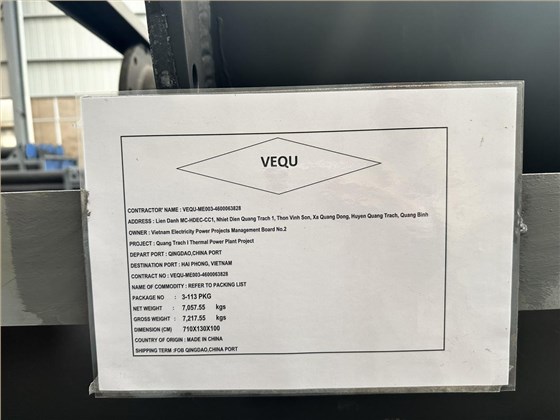 VEQU
CONTRACTOR' NAME : VEQU-ME003-4600063828
ADDRESS : Lien Danh MC-HDEC-CC1, Nhiet Dien Quang Trach 1, Thon Vinh Son, Xa Quang Dong, Huyen Quang Trach, Quang Binh
OWNER : Vietnam Electricity Power Projects Management Board No.2
PROJECT : Quang Trach I Thermal Power Plant Project
DEPART PORT : QINGDAO,CHINA PORT
DESTINATION PORT : HAI PHONG, VIETNAM
CONTRACT NO : VEQU-ME003-4600063828
NAME OF COMMODITY : REFER TO PACKING LIST
PACKAGE NO : 3-113 PKG
NET WEIGHT : 7,057.55 kgs
GROSS WEIGHT : 7,217.55 kgs
DIMENSION (CM) 710X130X100
COUNTRY OF ORIGIN : MADE IN CHINA
SHIPPING TERM :FOB QINGDAO,CHINA PORT